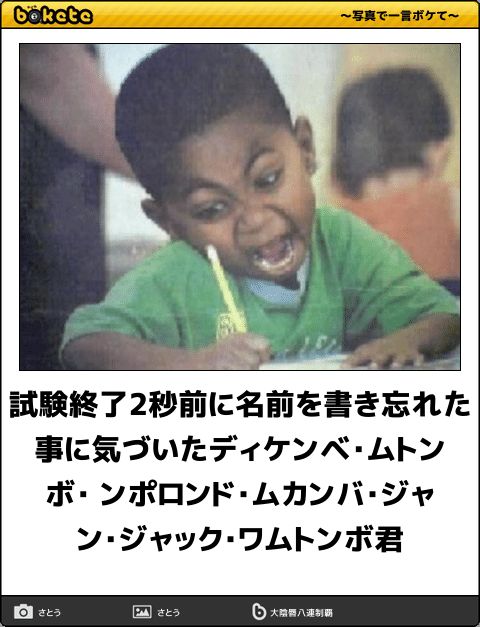 bokete
～写真で一言ボケて～
試験終了2秒前に名前を書き忘れた
事に気づいたディケンベ・ムトン
ボ・ンポロンド・ムカンバ・ジャ
ン・ジャック・ワムトンボ君
さとう
さとう
大陰唇八連制覇